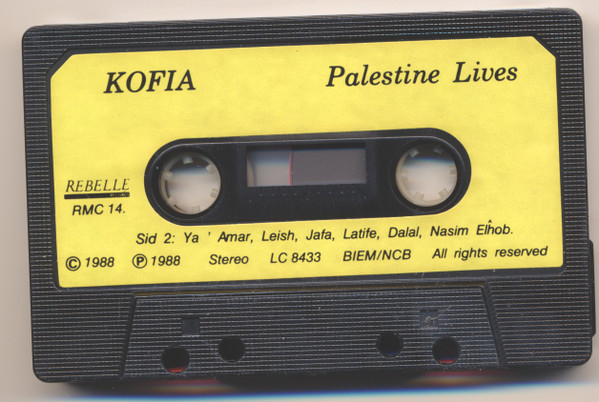 KOFIA Palestine Lives
REBELLE
RMC 14.
Sid 2: Ya ' Amar, Leish, Jafa, Latife, Dalal, Nasim Elĥob.
© 1988 ℗ 1988 Stereo LC 8433 BIEM/NCB All rights reserved